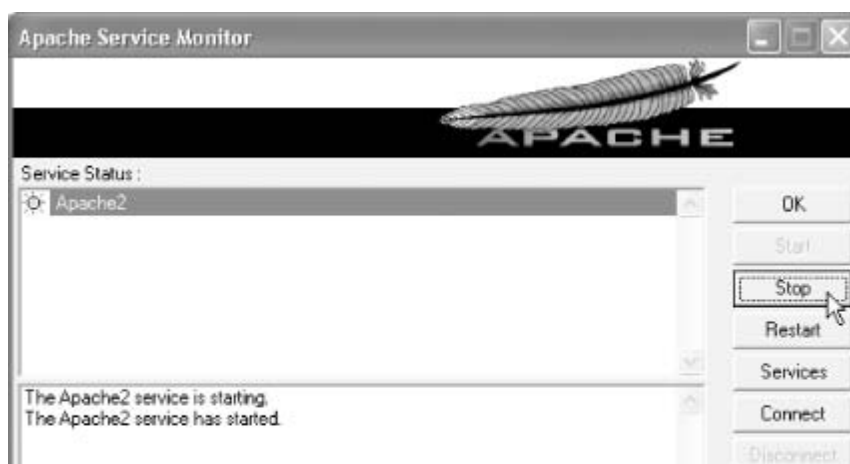 Apache Service Monitor
APACHE
Service Status :
Apache2
OK
Start
Stop
Restart
Services
Connect
Disconnect
The Apache2 service is starting.
The Apache2 service has started.